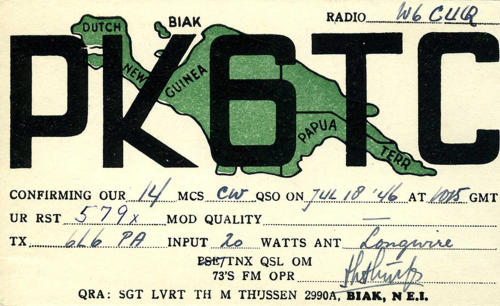 BIAK RADIO W6CUQ
DUTCH NEW GUINEA
PK6TC
PAPUA TERR
CONFIRMING OUR 14 MCS CW QSO ON JUL 18 '46 AT GMT
UR RST 579x MOD QUALITY —
TX 6L6 PA INPUT 20 WATTS ANT Longwire
PSE/TNX QSL OM
73'S FM OPR
QRA: SGT LVRT TH M THIJSSEN 2990A, BIAK, N E.I.